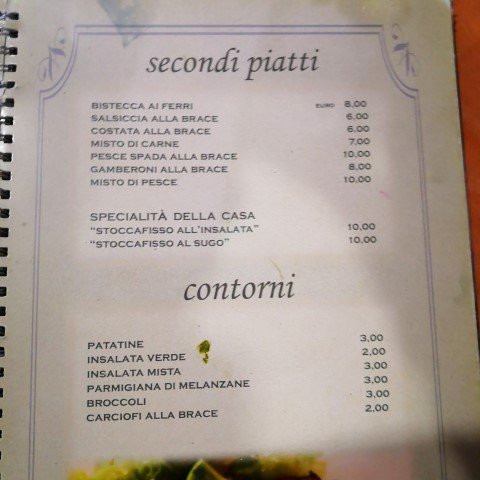 secondi piatti
BISTECCA AI FERRI EURO 8,00
SALSICCIA ALLA BRACE 6,00
COSTATA ALLA BRACE 6,00
MISTO DI CARNE 7,00
PESCE SPADA ALLA BRACE 10,00
GAMBERONI ALLA BRACE 8,00
MISTO DI PESCE 10,00
SPECIALITÀ DELLA CASA
“STOCCAFISSO ALL'INSALATA” 10,00
“STOCCAFISSO AL SUGO” 10,00
contorni
PATATINE 3,00
INSALATA VERDE 2,00
INSALATA MISTA 3,00
PARMIGIANA DI MELANZANE 3,00
BROCCOLI 3,00
CARCIOFI ALLA BRACE 2,00